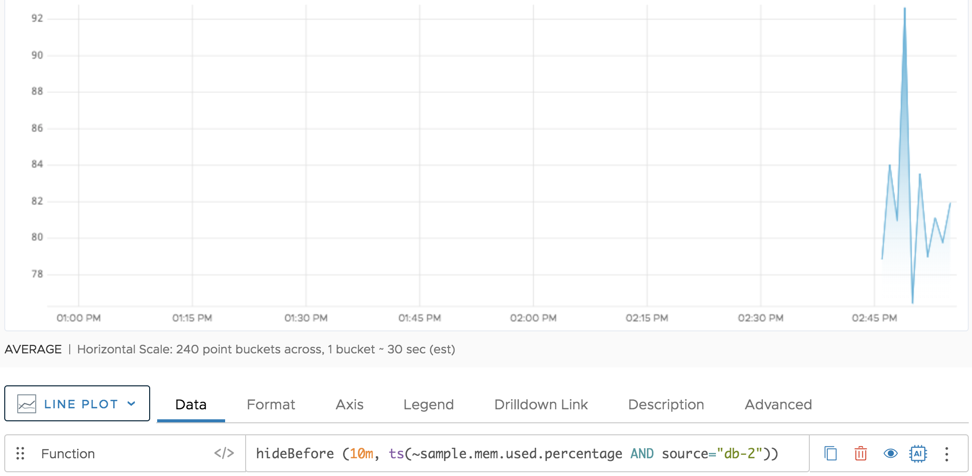 92
90
88
86
84
82
80
78
01:00 PM 01:15 PM 01:30 PM 01:45 PM 02:00 PM 02:15 PM 02:30 PM 02:45 PM
AVERAGE | Horizontal Scale: 240 point buckets across, 1 bucket - 30 sec (est)
LINE PLOT Data Format Axis Legend Drilldown Link Description Advanced
Function </> hideBefore (10m, ts(~sample.mem.used.percentage AND source="db-2")) AI